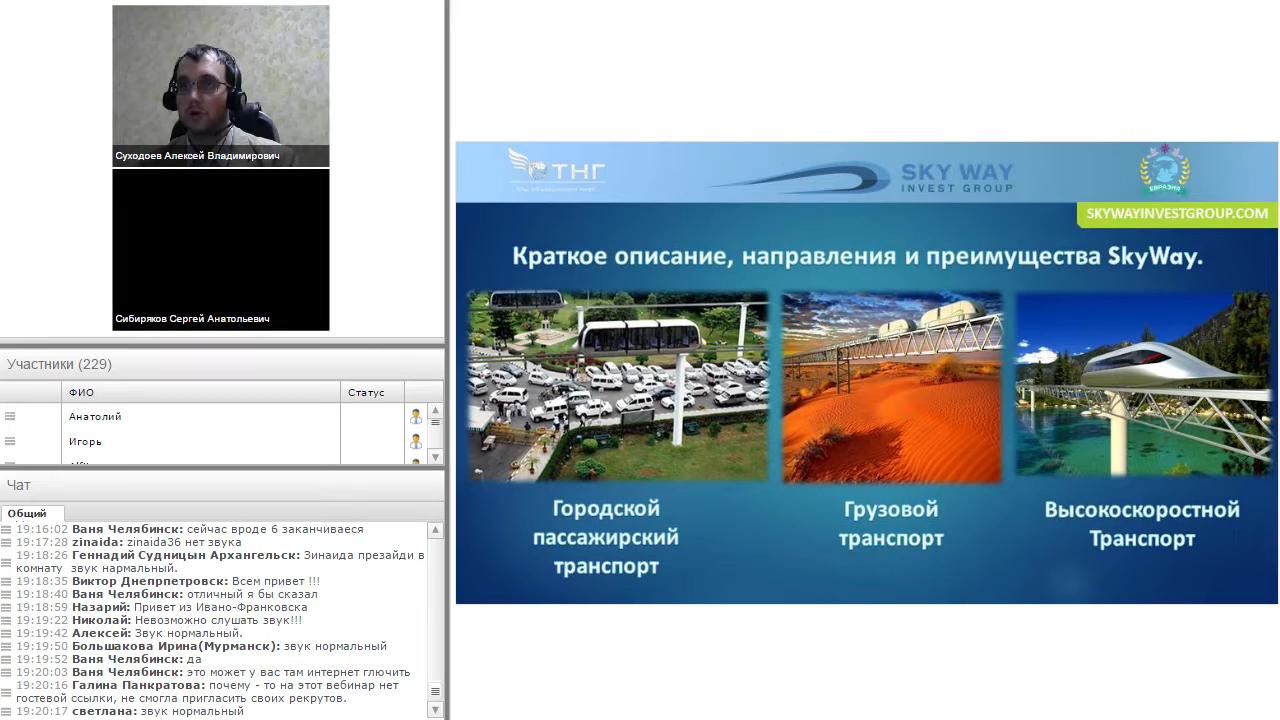 Суходоев Алексей Владимирович
Сибиряков Сергей Анатольевич
Участники (229)
ФИО Статус
Анатолий
Игорь
Чат
Общий
19:16:02 Ваня Челябинск: сейчас вроде 6 заканчиваеся
19:17:28 zinaida: zinaida36 нет звука
19:18:26 Геннадий Судницын Архангельск: Зинаида презайди в
комнату звук нармальный.
19:18:35 Виктор Днепрпетровск: Всем привет !!!
19:18:40 Ваня Челябинск: отличный я бы сказал
19:18:59 Назарий: Привет из Ивано-Франковска
19:19:22 Николай: Невозможно слушать звук!!!
19:19:42 Алексей: Звук нормальный.
19:19:50 Большакова Ирина(Мурманск): звук нормальный
19:19:52 Ваня Челябинск: да
19:20:03 Ваня Челябинск: это может у вас там интернет глючить
19:20:16 Галина Панкратова: почему - то на этот вебинар нет
гостевой ссылки, не смогла пригласить своих рекрутов.
19:20:17 светлана: звук нормальный
ТНГ
SKY WAY
INVEST GROUP
ЕВРАЗИЯ
SKYWAYINVESTGROUP.COM
Краткое описание, направления и преимущества SkyWay.
Городской
пассажирский
транспорт
Грузовой
транспорт
Высокоскоростной
Транспорт